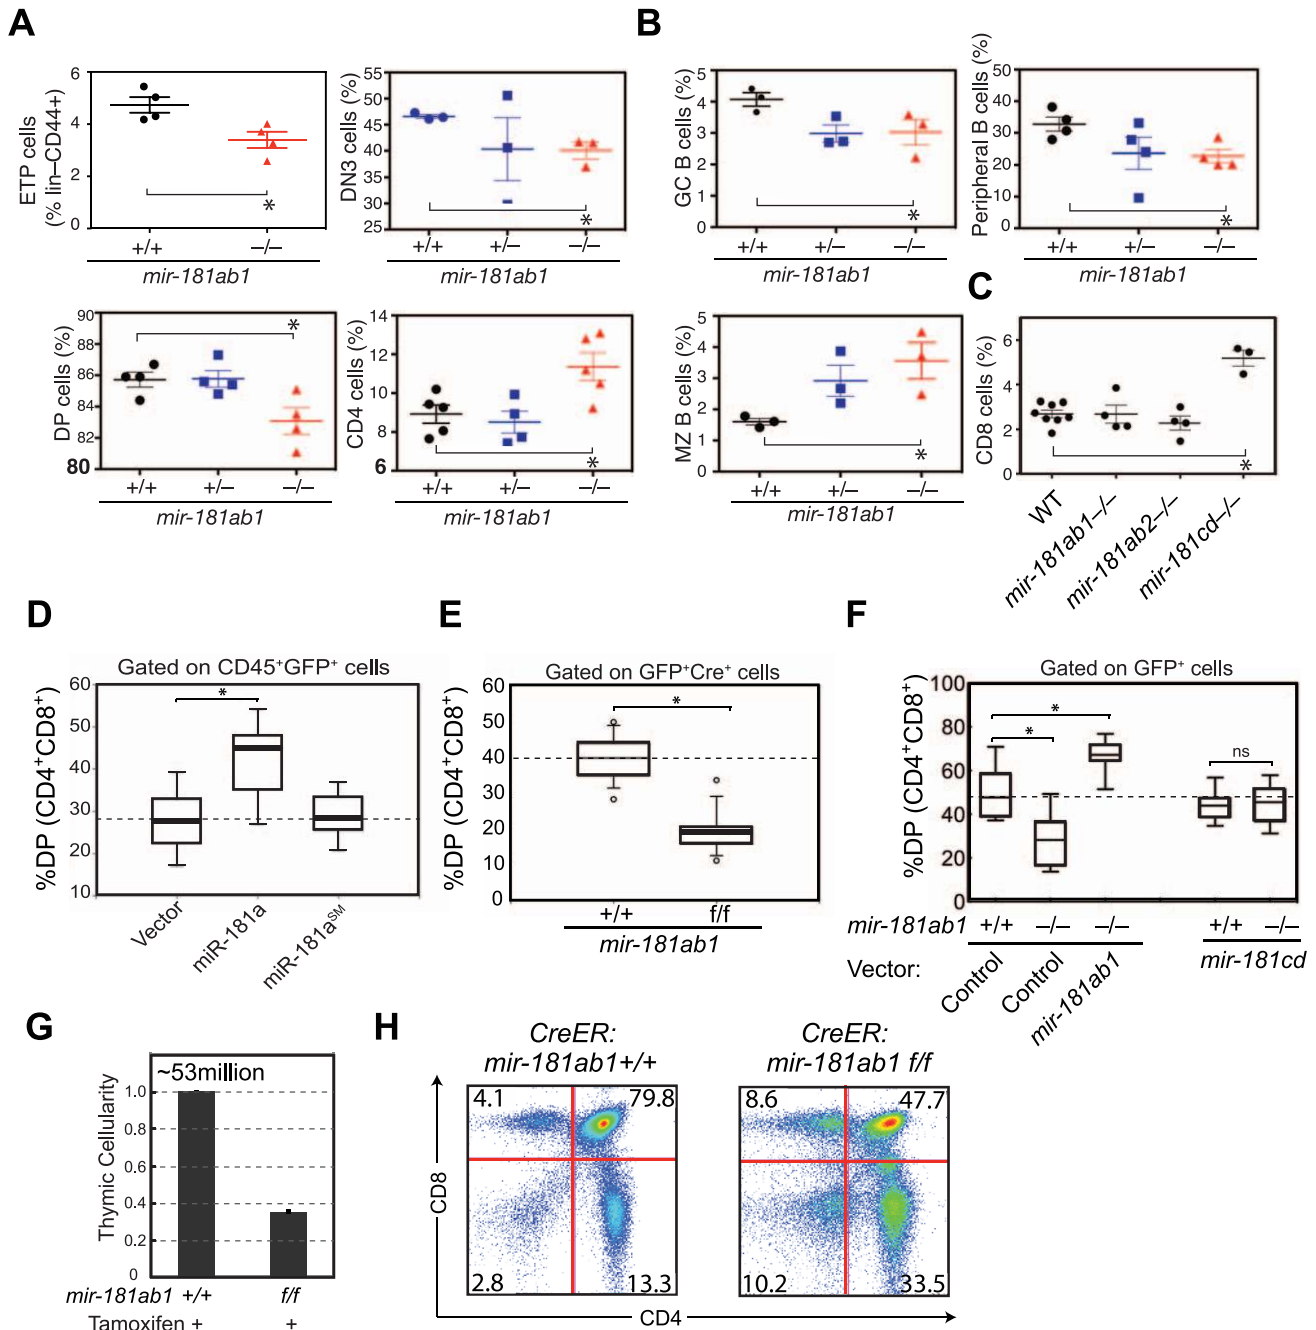 A
ETP cells
(% lin–CD44+)
6
4
2
0
+/+
–/–
*
mir-181ab1
DN3 cells (%)
55
50
45
40
35
30
25
+/+
+/–
–/–
*
mir-181ab1
DP cells (%)
90
86
84
82
80
*
+/+
+/–
–/–
mir-181ab1
CD4 cells (%)
14
12
10
8
6
*
+/+
+/–
–/–
mir-181ab1
B
GC B cells (%)
5
4
3
2
1
0
*
+/+
+/–
–/–
mir-181ab1
Peripheral B cells (%)
50
40
30
20
10
0
*
+/+
+/–
–/–
mir-181ab1
MZ B cells (%)
5
4
3
2
1
0
*
+/+
+/–
–/–
mir-181ab1
C
CD8 cells (%)
6
4
2
0
*
WT
mir-181ab1–/–
mir-181ab2–/–
mir-181cd–/–
D
Gated on CD45+GFP+ cells
%DP (CD4+CD8+)
60
50
40
30
20
10
*
Vector
miR-181a
miR-181aSM
E
Gated on GFP+Cre+ cells
%DP (CD4+CD8+)
60
50
40
30
20
10
0
*
+/+
f/f
mir-181ab1
F
Gated on GFP+ cells
%DP (CD4+CD8+)
100
80
60
40
20
0
*
*
ns
mir-181ab1 +/+ –/– –/– +/+ –/–
mir-181cd
Vector: Control Control mir-181ab1
G
Thymic Cellularity
~53million
1.0
0.8
0.6
0.4
0.2
0
mir-181ab1 +/+ f/f
Tamoxifen + +
H
CreER:
mir-181ab1+/+
4.1 79.8
2.8 13.3
CreER:
mir-181ab1 f/f
8.6 47.7
10.2 33.5
CD8
CD4